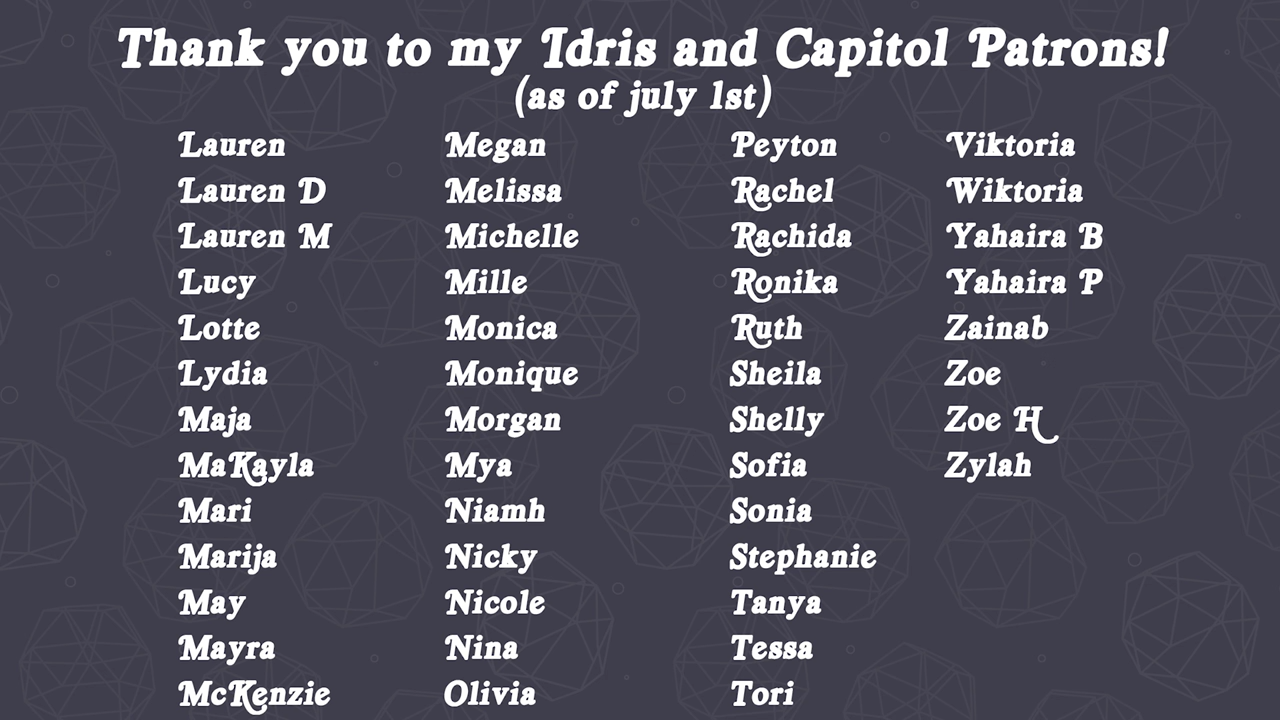 Thank you to my Idris and Capitol Patrons!
(as of july 1st)
Lauren
Lauren D
Lauren M
Lucy
Lotte
Lydia
Maja
MaKayla
Mari
Marija
May
Mayra
McKenzie
Megan
Melissa
Michelle
Mille
Monica
Monique
Morgan
Mya
Niamh
Nicky
Nicole
Nina
Olivia
Peyton
Rachel
Rachida
Ronika
Ruth
Sheila
Shelly
Sofia
Sonia
Stephanie
Tanya
Tessa
Tori
Viktoria
Wiktoria
Yahaira B
Yahaira P
Zainab
Zoe
Zoe H
Zylah